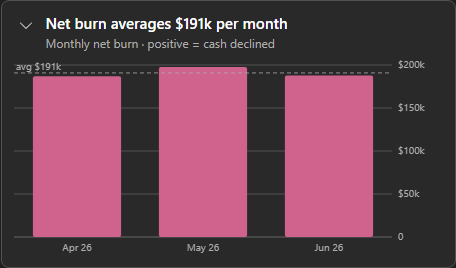 Net burn averages $191k per month
Monthly net burn · positive = cash declined
avg $191k
$200k
$150k
$100k
$50k
0
Apr 26
May 26
Jun 26